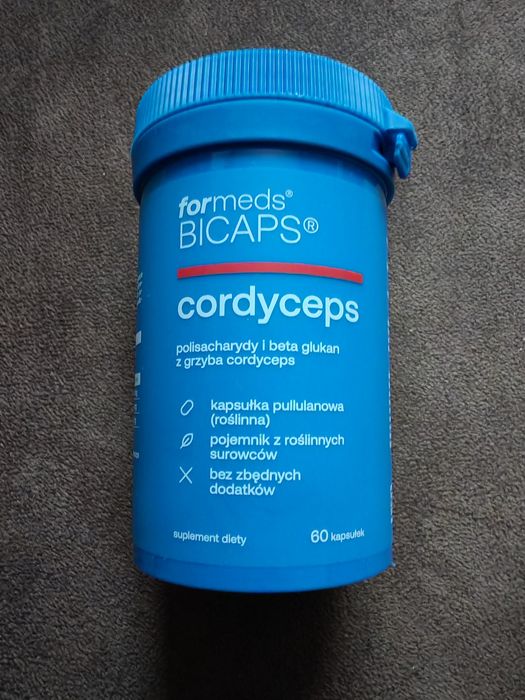 formeds®
BICAPS®
cordyceps
polisacharydy i beta glukan
z grzyba cordyceps
kapsułka pullulanowa
(roślinna)
pojemnik z roślinnych
surowców
bez zbędnych
dodatków
suplement diety
60 kapsułek